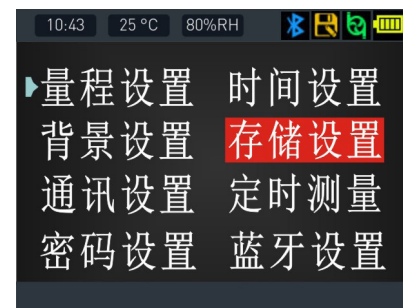 10:43 25 °C 80%RH
量程设置 时间设置
背景设置 存储设置
通讯设置 定时测量
密码设置 蓝牙设置